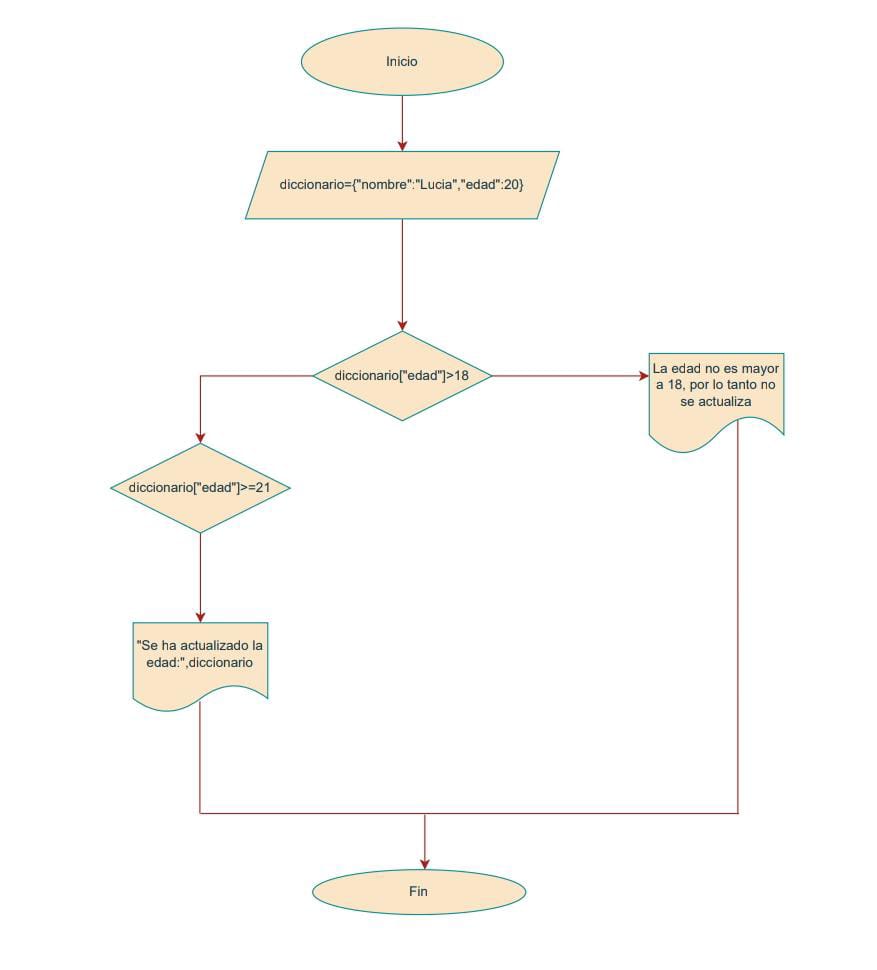 Inicio
diccionario={"nombre":"Lucia","edad":20}
diccionario["edad"]>18
La edad no es mayor
a 18, por lo tanto no
se actualiza
diccionario["edad"]>=21
"Se ha actualizado la
edad:",diccionario
Fin